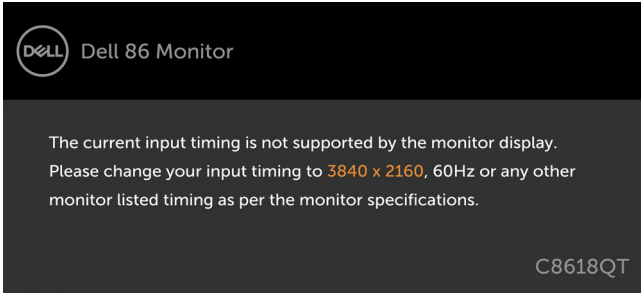 DELL
Dell 86 Monitor
The current input timing is not supported by the monitor display.
Please change your input timing to 3840 x 2160, 60Hz or any other
monitor listed timing as per the monitor specifications.
C8618QT